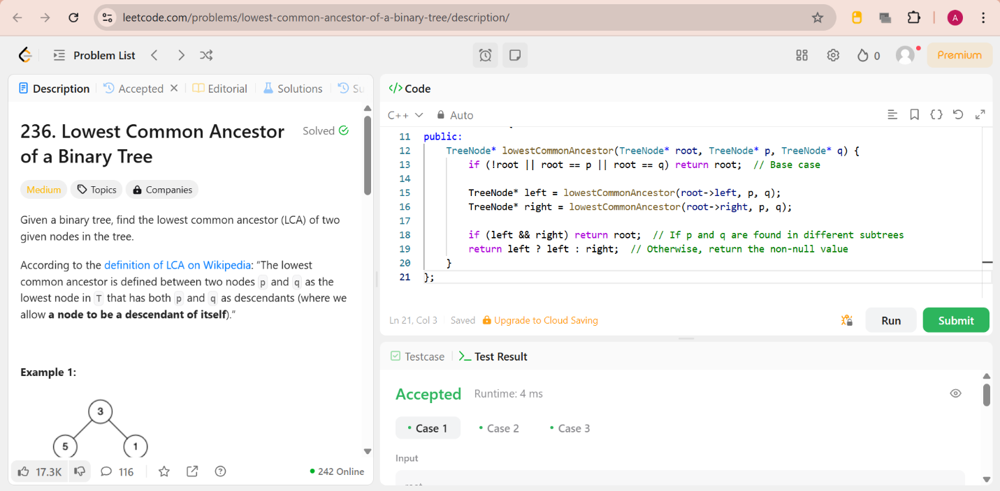 leetcode.com/problems/lowest-common-ancestor-of-a-binary-tree/description/
A
Problem List
0
Premium
Description
Accepted
Editorial
Solutions
Su
236. Lowest Common Ancestor
of a Binary Tree
Solved
Medium
Topics
Companies
Given a binary tree, find the lowest common ancestor (LCA) of two
given nodes in the tree.
According to the definition of LCA on Wikipedia: “The lowest
common ancestor is defined between two nodes p and q as the
lowest node in T that has both p and q as descendants (where we
allow a node to be a descendant of itself).”
Example 1:
3
5 1
17.3K
116
242 Online
</> Code
C++
Auto
11 public:
12 TreeNode* lowestCommonAncestor(TreeNode* root, TreeNode* p, TreeNode* q) {
13 if (!root || root == p || root == q) return root; // Base case
14
15 TreeNode* left = lowestCommonAncestor(root->left, p, q);
16 TreeNode* right = lowestCommonAncestor(root->right, p, q);
17
18 if (left && right) return root; // If p and q are found in different subtrees
19 return left ? left : right; // Otherwise, return the non-null value
20 }
21 };
Ln 21, Col 3
Saved
Upgrade to Cloud Saving
Run
Submit
Testcase
Test Result
Accepted
Runtime: 4 ms
Case 1
Case 2
Case 3
Input